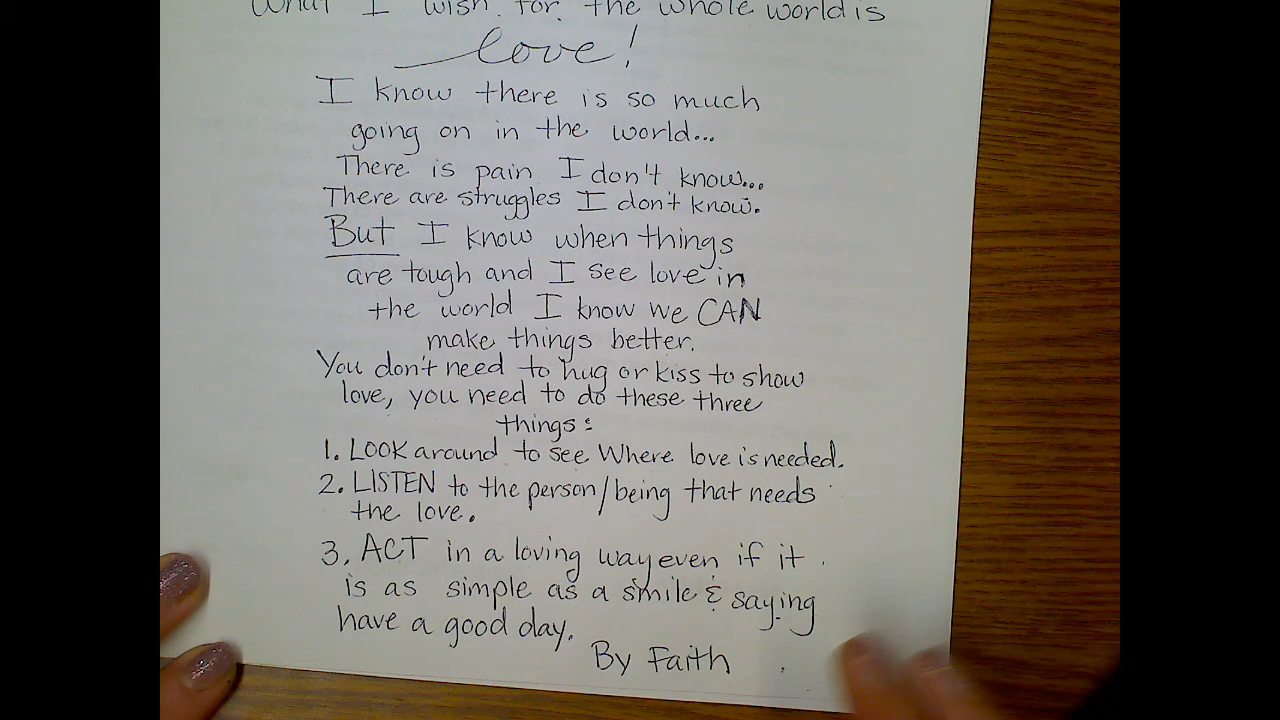 What I wish for the whole world is
love!
I know there is so much
going on in the world...
There is pain I don't know...
There are struggles I don't know.
But I know when things
are tough and I see love in
the world I know we CAN
make things better.
You don't need to hug or kiss to show
love, you need to do these three
things:
1. LOOK around to see Where love is needed.
2. LISTEN to the person/being that needs
the love.
3. ACT in a loving way even if it
is as simple as a smile & saying
have a good day.
By Faith